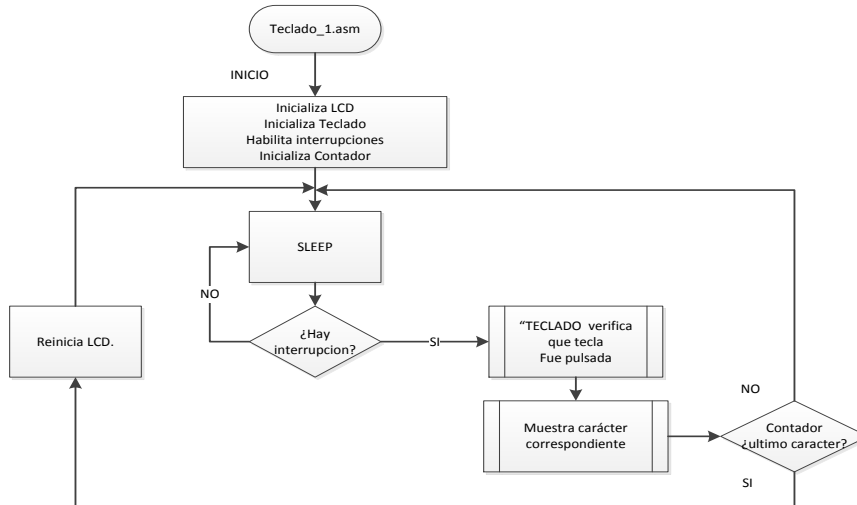 Teclado_1.asm
INICIO
Inicializa LCD
Inicializa Teclado
Habilita interrupciones
Inicializa Contador
SLEEP
NO
¿Hay
interrupcion?
SI
"TECLADO verifica
que tecla
Fue pulsada
Reinicia LCD.
Muestra carácter
correspondiente
NO
Contador
¿ultimo caracter?
SI